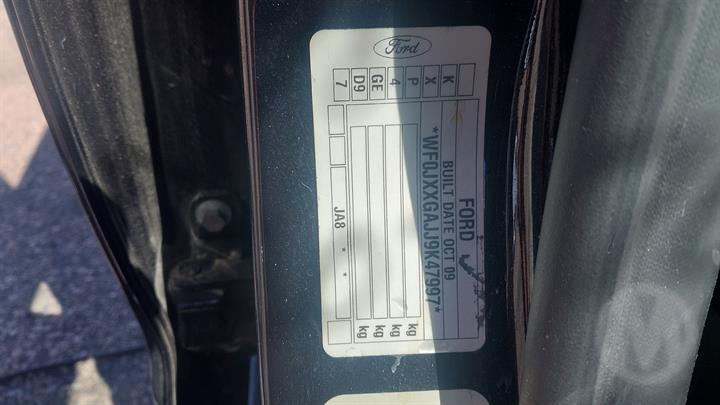 Ford
K
X
P
4
GE
D9
7
FORD
BUILT DATE OCT 09
*WF0JXXGAJJ9K47997*
kg
kg
kg
kg
JA8 * *